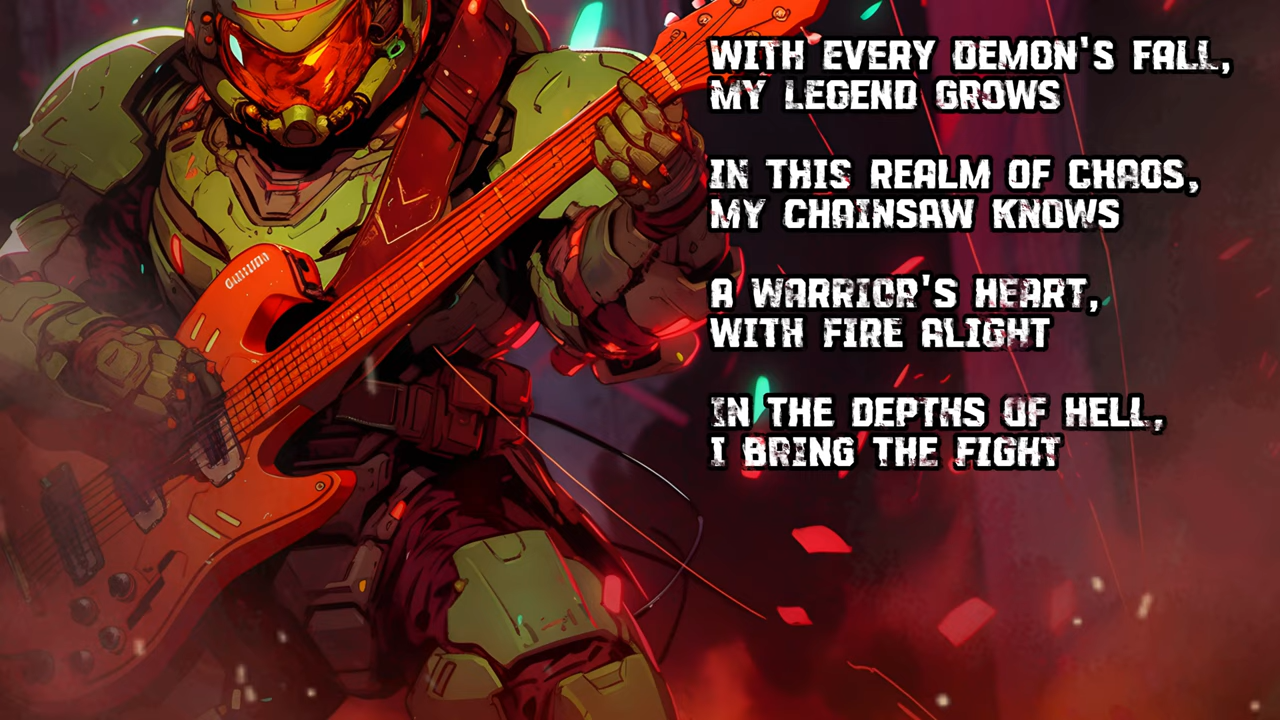 WITH EVERY DEMON'S FALL,
MY LEGEND GROWS
IN THIS REALM OF CHAOS,
MY CHAINSAW KNOWS
A WARRIOR'S HEART,
WITH FIRE ALIGHT
IN THE DEPTHS OF HELL,
I BRING THE FIGHT